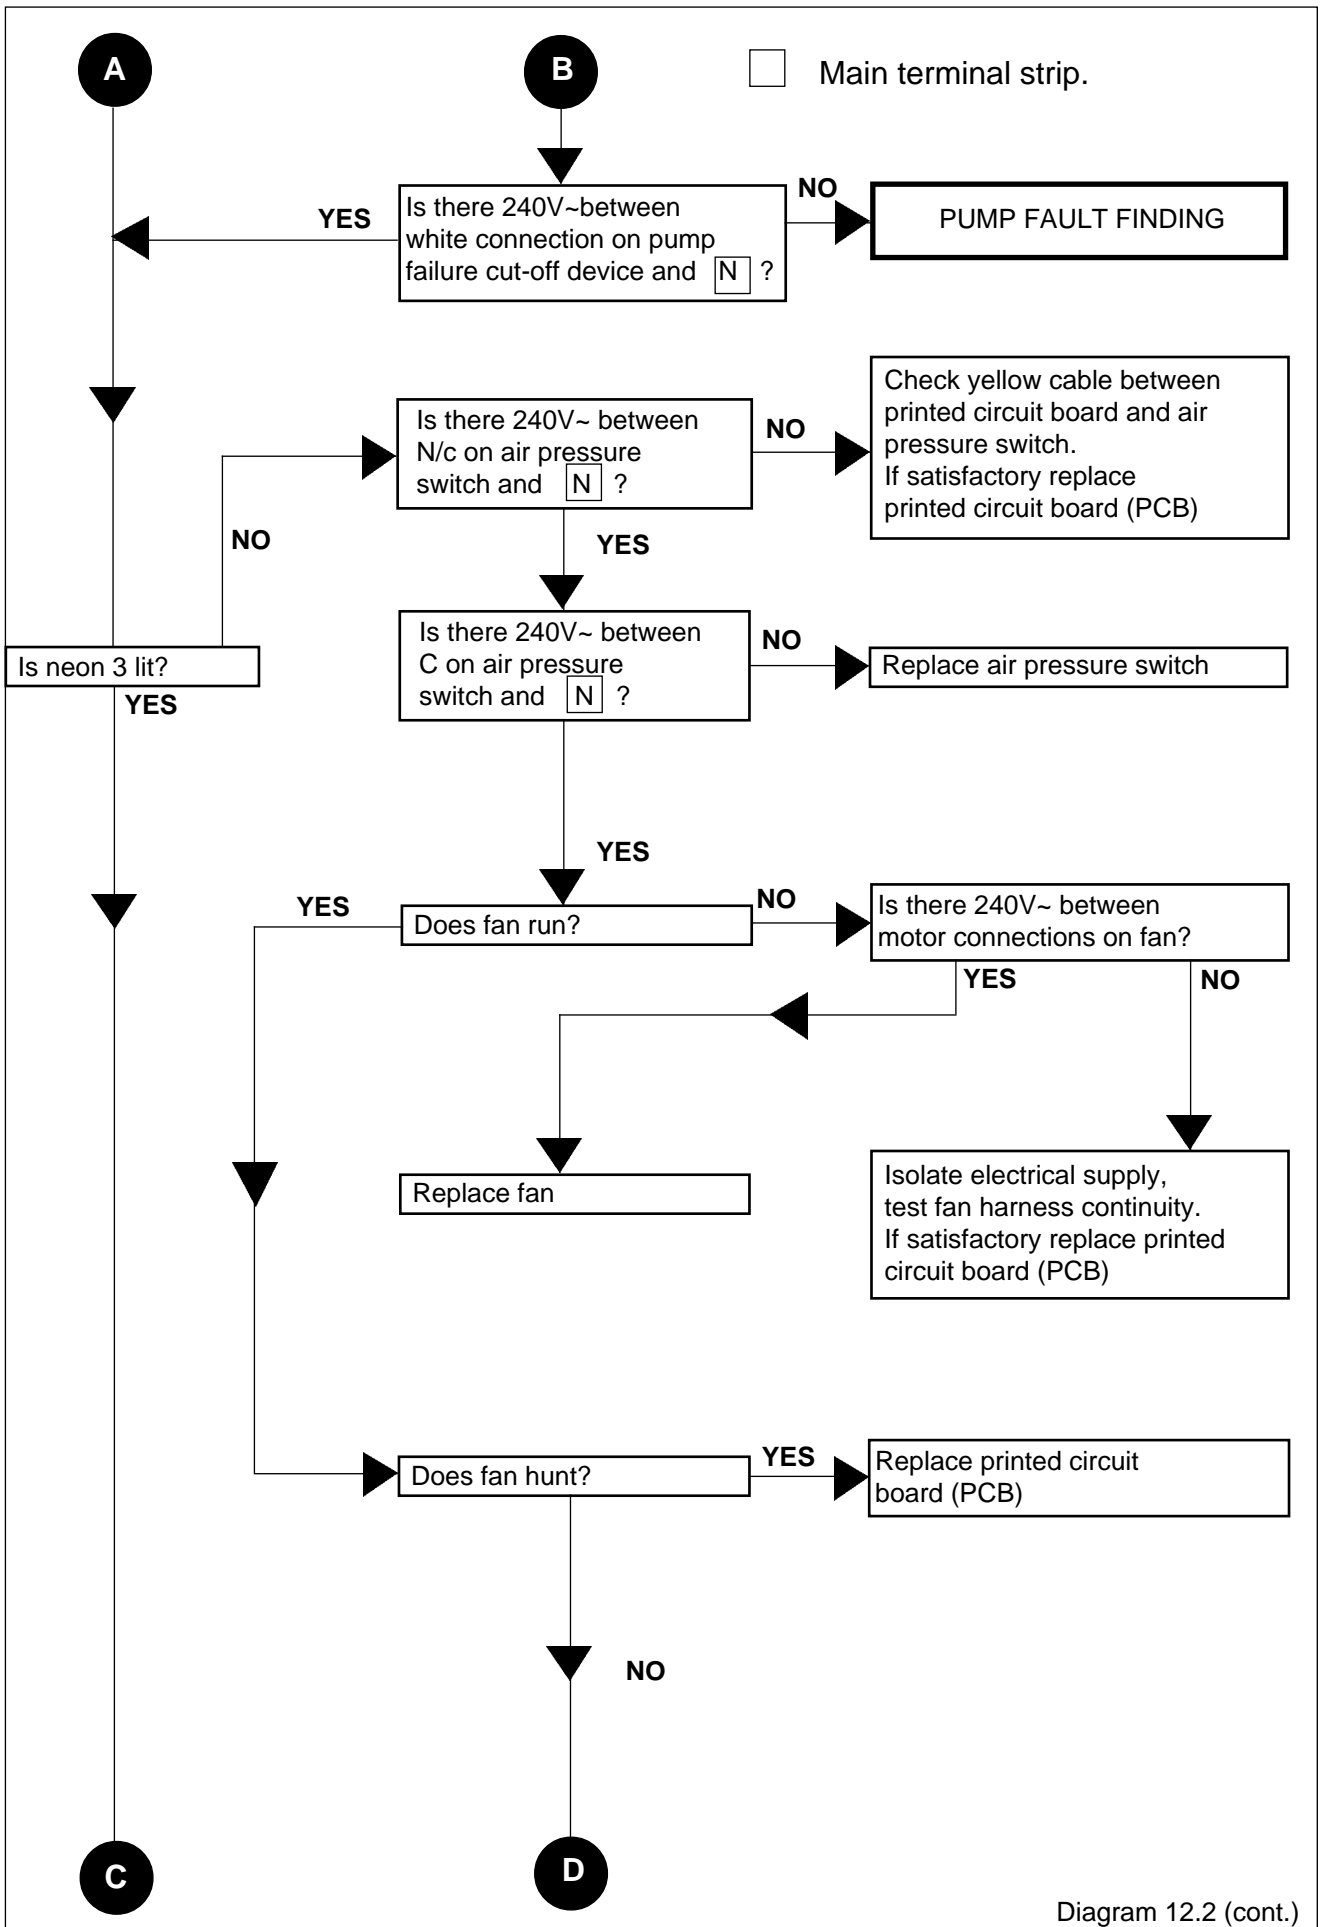 A
B
Main terminal strip.
YES
Is there 240V~between
white connection on pump
failure cut-off device and N ?
NO
PUMP FAULT FINDING
Is there 240V~ between
N/c on air pressure
switch and N ?
NO
Check yellow cable between
printed circuit board and air
pressure switch.
If satisfactory replace
printed circuit board (PCB)
NO
YES
Is there 240V~ between
C on air pressure
switch and N ?
NO
Replace air pressure switch
Is neon 3 lit?
YES
YES
YES
Does fan run?
NO
Is there 240V~ between
motor connections on fan?
YES
NO
Replace fan
Isolate electrical supply,
test fan harness continuity.
If satisfactory replace printed
circuit board (PCB)
Does fan hunt?
YES
Replace printed circuit
board (PCB)
NO
C
D
Diagram 12.2 (cont.)